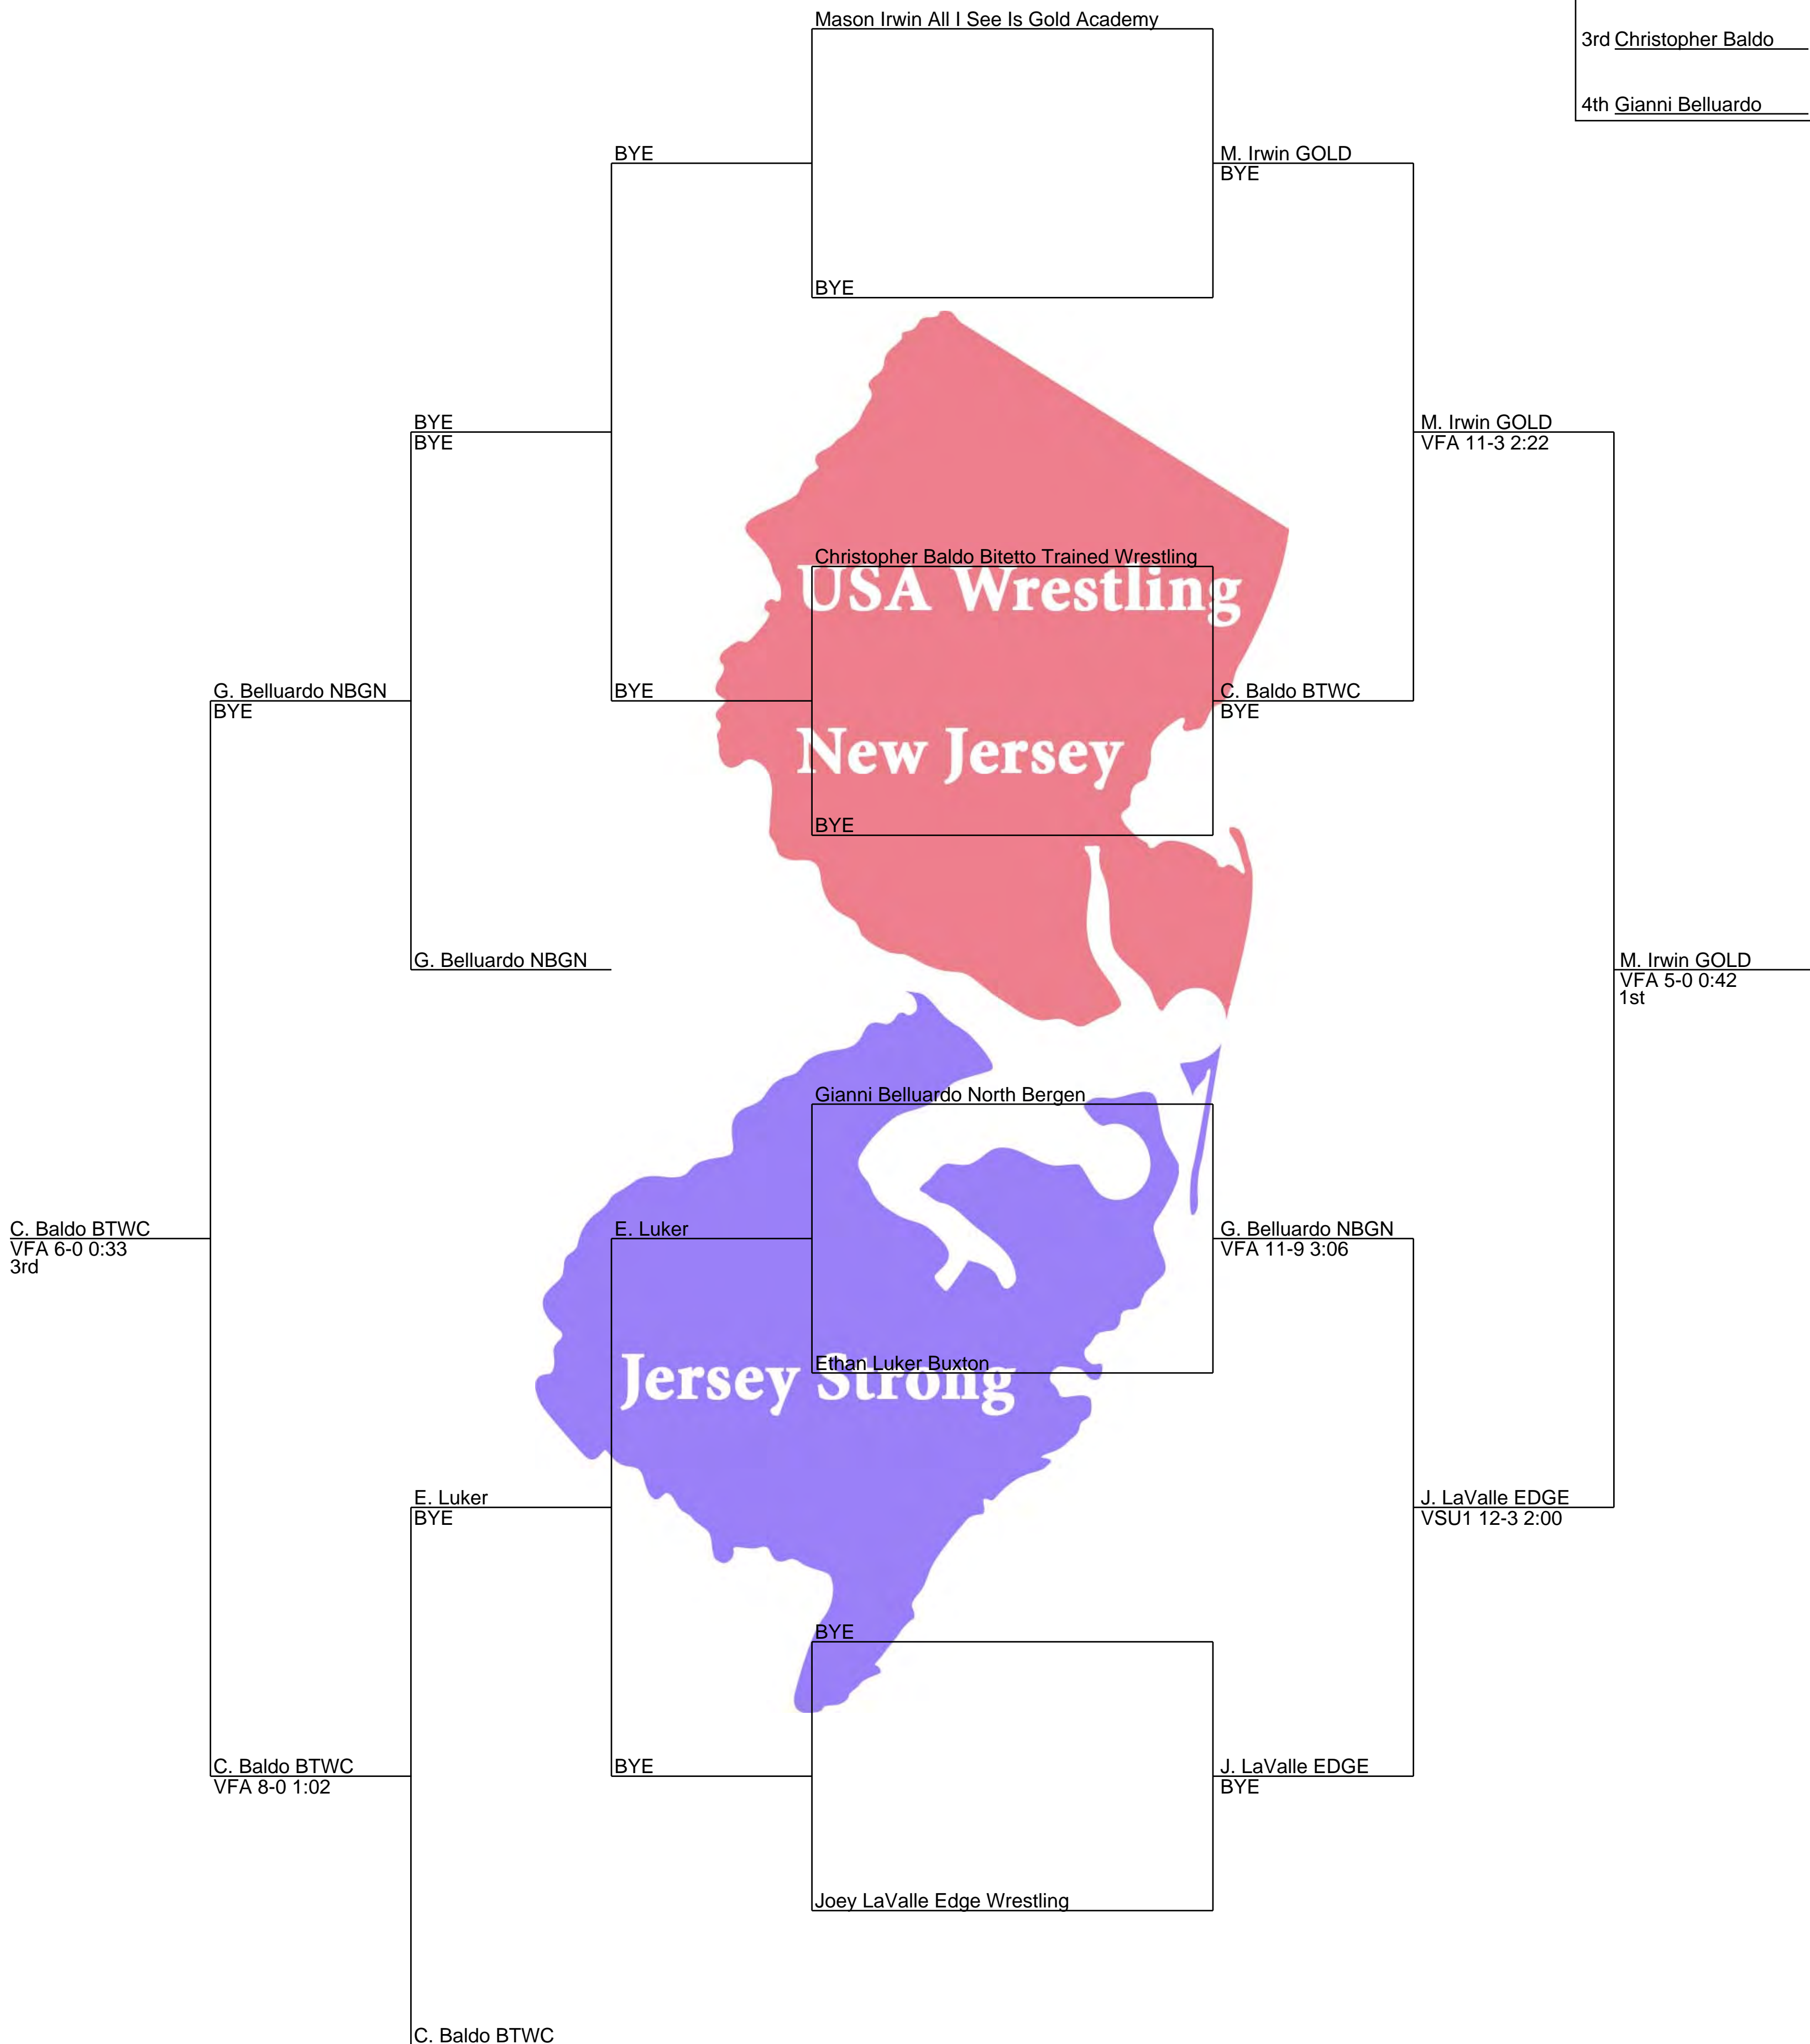 Mason Irwin All I See Is Gold Academy
3rd Christopher Baldo
4th Gianni Belluardo
BYE
M. Irwin GOLD
BYE
BYE
BYE
BYE
M. Irwin GOLD
VFA 11-3 2:22
Christopher Baldo Bitetto Trained Wrestling
USA Wrestling
G. Belluardo NBGN
BYE
BYE
C. Baldo BTWC
BYE
New Jersey
BYE
G. Belluardo NBGN
M. Irwin GOLD
VFA 5-0 0:42
1st
Gianni Belluardo North Bergen
C. Baldo BTWC
VFA 6-0 0:33
3rd
E. Luker
G. Belluardo NBGN
VFA 11-9 3:06
Ethan Luker Buxton
Jersey Strong
E. Luker
BYE
J. LaValle EDGE
VSU1 12-3 2:00
BYE
C. Baldo BTWC
VFA 8-0 1:02
BYE
J. LaValle EDGE
BYE
Joey LaValle Edge Wrestling
C. Baldo BTWC